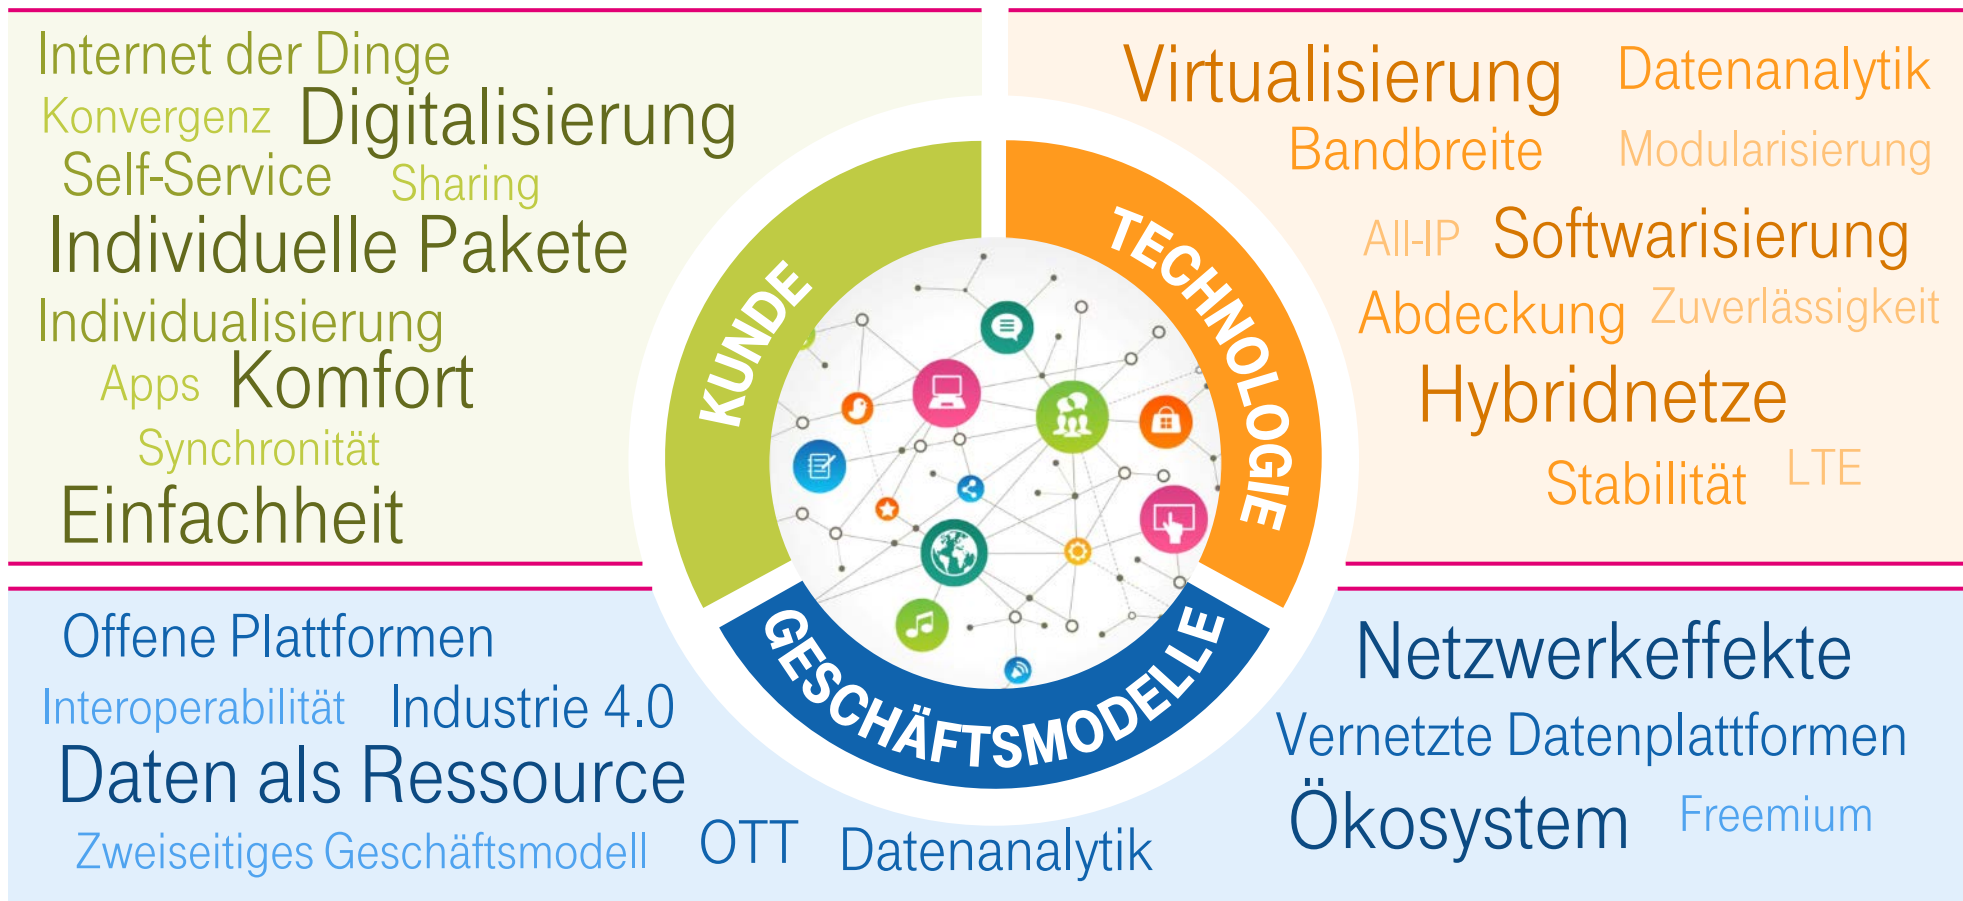 Internet der Dinge
Konvergenz Digitalisierung
Self-Service Sharing
Individuelle Pakete
Individualisierung
Apps Komfort
Synchronität
Einfachheit
KUNDE
TECHNOLOGIE
GESCHÄFTSMODELLE
Virtualisierung Datenanalytik
Bandbreite Modularisierung
All-IP Softwarisierung
Abdeckung Zuverlässigkeit
Hybridnetze
Stabilität LTE
Offene Plattformen
Interoperabilität Industrie 4.0
Daten als Ressource
Zweiseitiges Geschäftsmodell OTT Datenanalytik
Netzwerkeffekte
Vernetzte Datenplattformen
Ökosystem Freemium